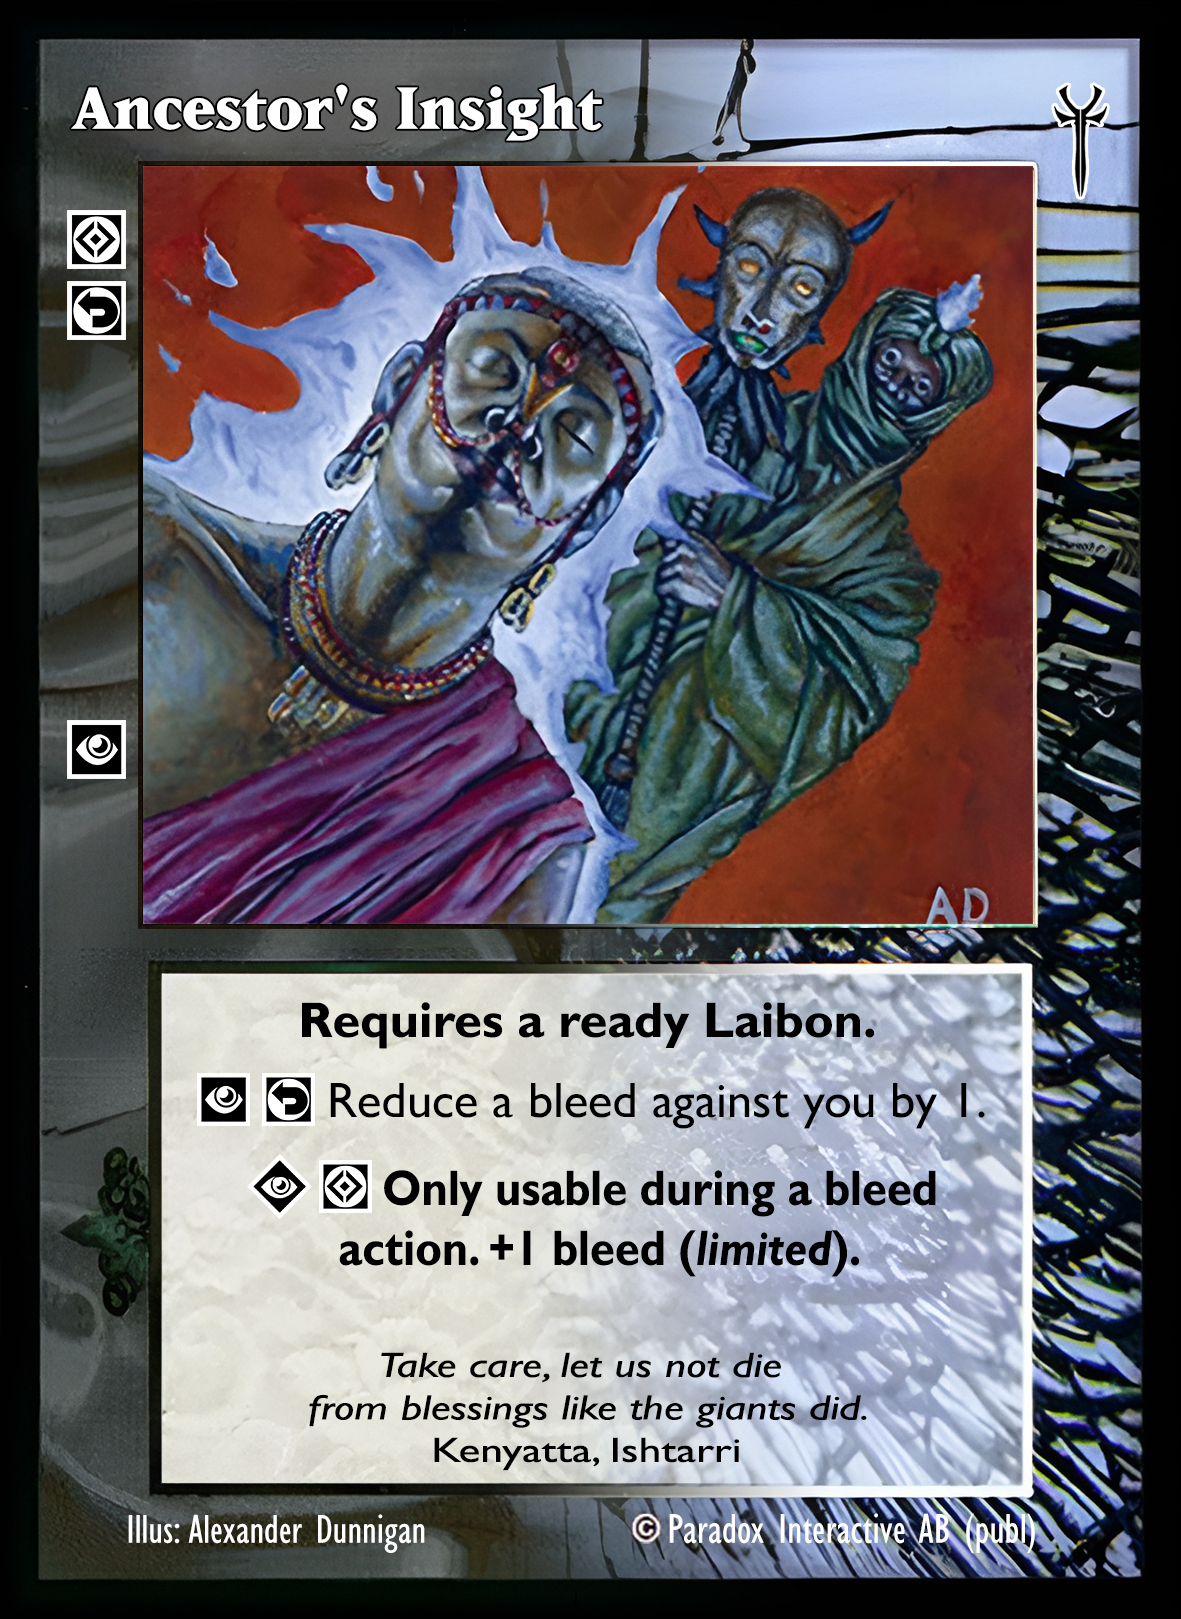 Ancestor's Insight
AD
Requires a ready Laibon.
Reduce a bleed against you by 1.
Only usable during a bleed
action. +1 bleed (limited).
Take care, let us not die
from blessings like the giants did.
Kenyatta, Ishtarri
Illus: Alexander Dunnigan
© Paradox Interactive AB (publ)